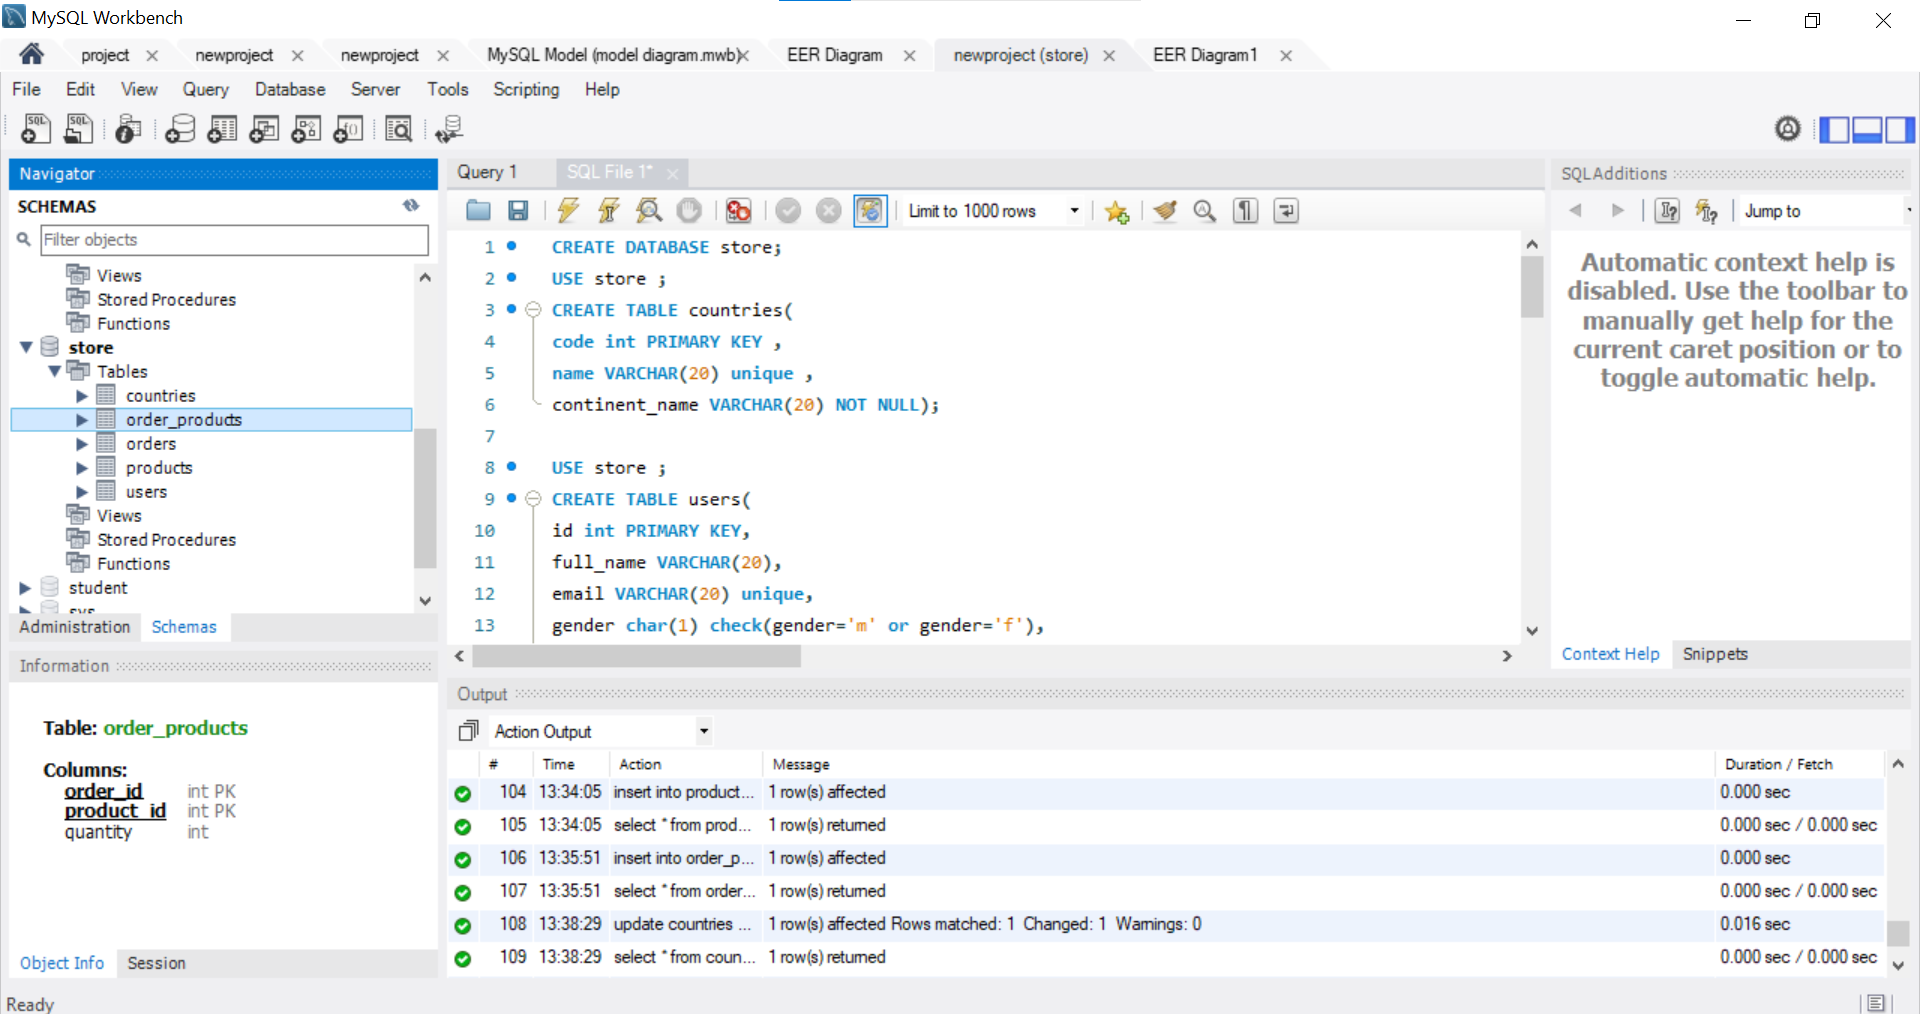 MySQL Workbench
project
newproject
newproject
MySQL Model (model diagram.mwb)
EER Diagram
newproject (store)
EER Diagram1
File Edit View Query Database Server Tools Scripting Help
Navigator
SCHEMAS
Filter objects
Views
Stored Procedures
Functions
store
Tables
countries
order_products
orders
products
users
Views
Stored Procedures
Functions
student
sys
Administration Schemas
Information
Table: order_products
Columns:
order_id int PK
product_id int PK
quantity int
Object Info Session
Query 1
SQL File 1*
Limit to 1000 rows
1 CREATE DATABASE store;
2 USE store ;
3 CREATE TABLE countries(
4 code int PRIMARY KEY ,
5 name VARCHAR(20) unique ,
6 continent_name VARCHAR(20) NOT NULL);
7
8 USE store ;
9 CREATE TABLE users(
10 id int PRIMARY KEY,
11 full_name VARCHAR(20),
12 email VARCHAR(20) unique,
13 gender char(1) check(gender='m' or gender='f'),
SQLAdditions
Jump to
Automatic context help is
disabled. Use the toolbar to
manually get help for the
current caret position or to
toggle automatic help.
Context Help Snippets
Output
Action Output
# Time Action Message Duration / Fetch
104 13:34:05 insert into product... 1 row(s) affected 0.000 sec
105 13:34:05 select * from prod... 1 row(s) returned 0.000 sec / 0.000 sec
106 13:35:51 insert into order_p... 1 row(s) affected 0.000 sec
107 13:35:51 select * from order... 1 row(s) returned 0.000 sec / 0.000 sec
108 13:38:29 update countries ... 1 row(s) affected Rows matched: 1 Changed: 1 Warnings: 0 0.016 sec
109 13:38:29 select * from coun... 1 row(s) returned 0.000 sec / 0.000 sec
Ready